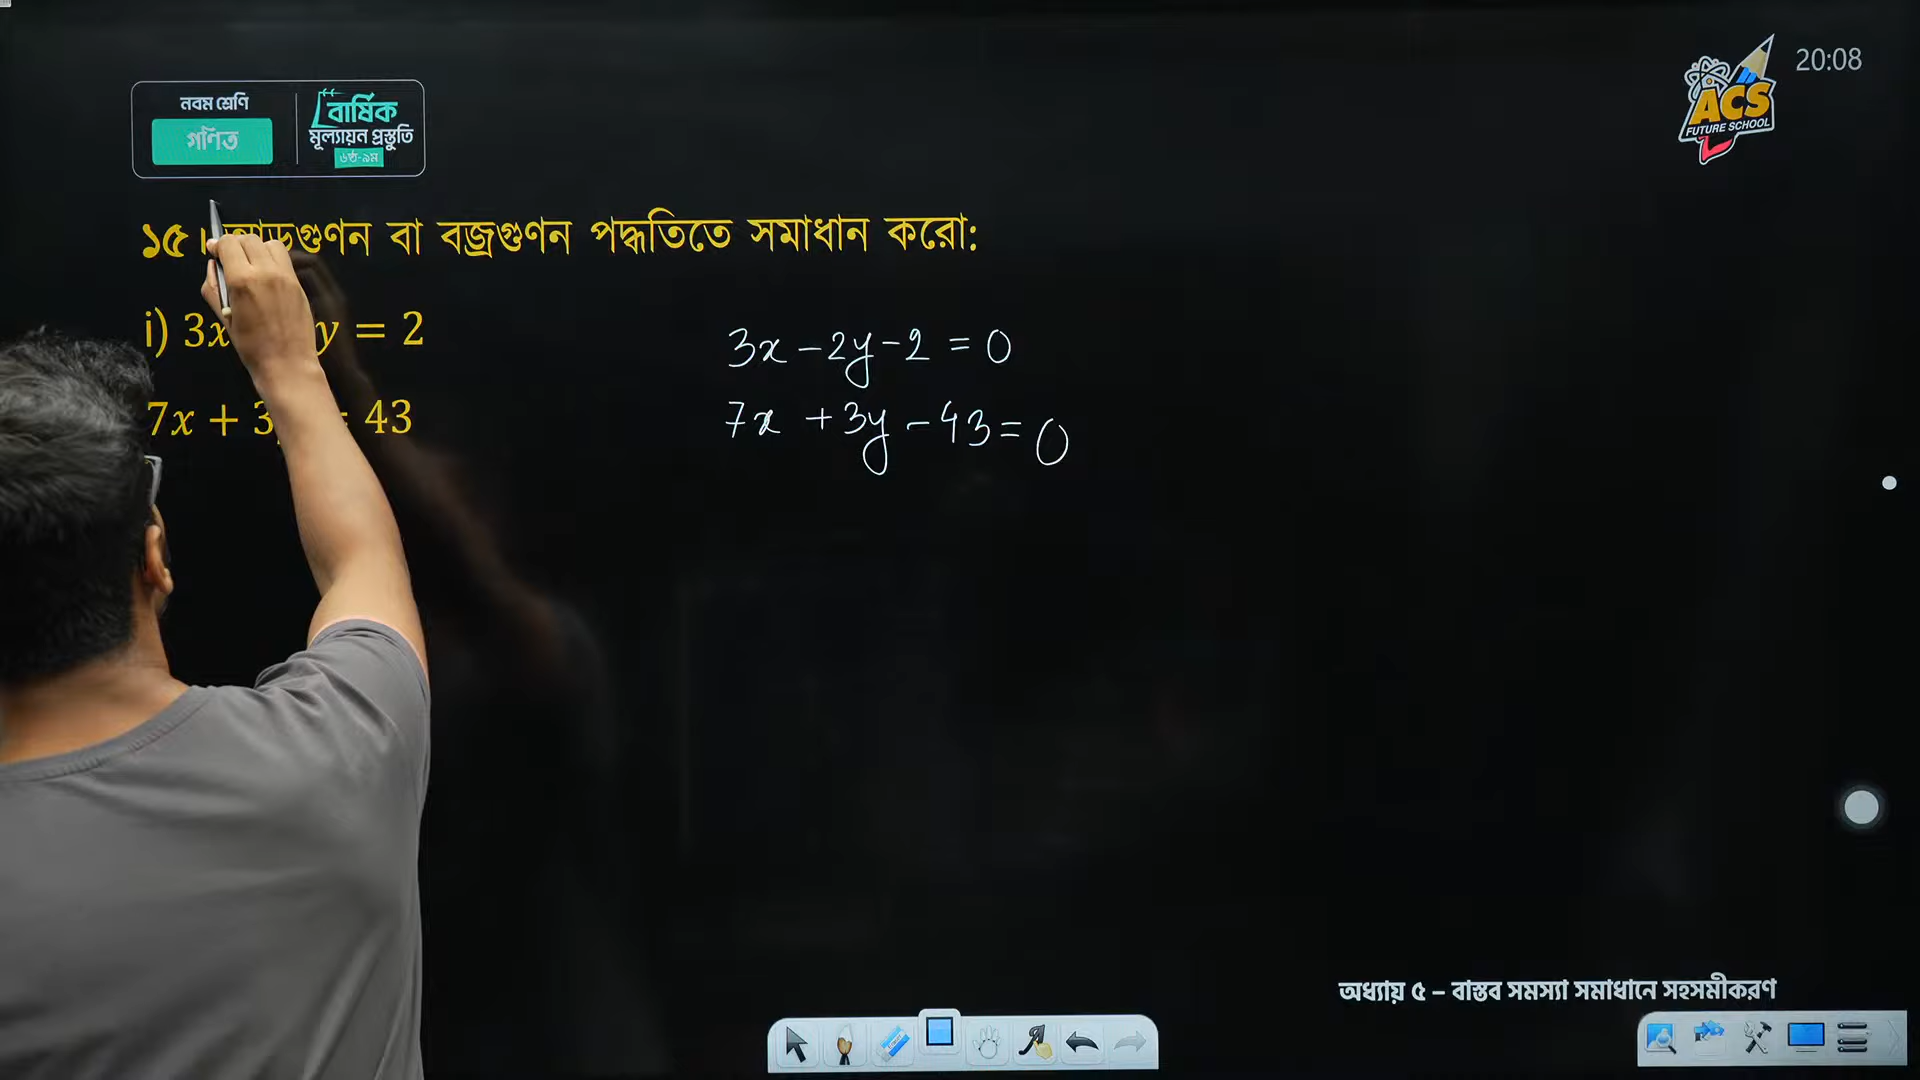 নবম শ্রেণি
গণিত
বার্ষিক
মূল্যায়ন প্রস্তুতি
৬ষ্ঠ-৯ম
ACS
FUTURE SCHOOL
20:08
১৫। আড়গুণন বা বজ্রগুণন পদ্ধতিতে সমাধান করো:
i) 3x y = 2
7x + 3 = 43
3x - 2y - 2 = 0
7x + 3y - 43 = 0
অধ্যায় ৫ – বাস্তব সমস্যা সমাধানে সহসমীকরণ